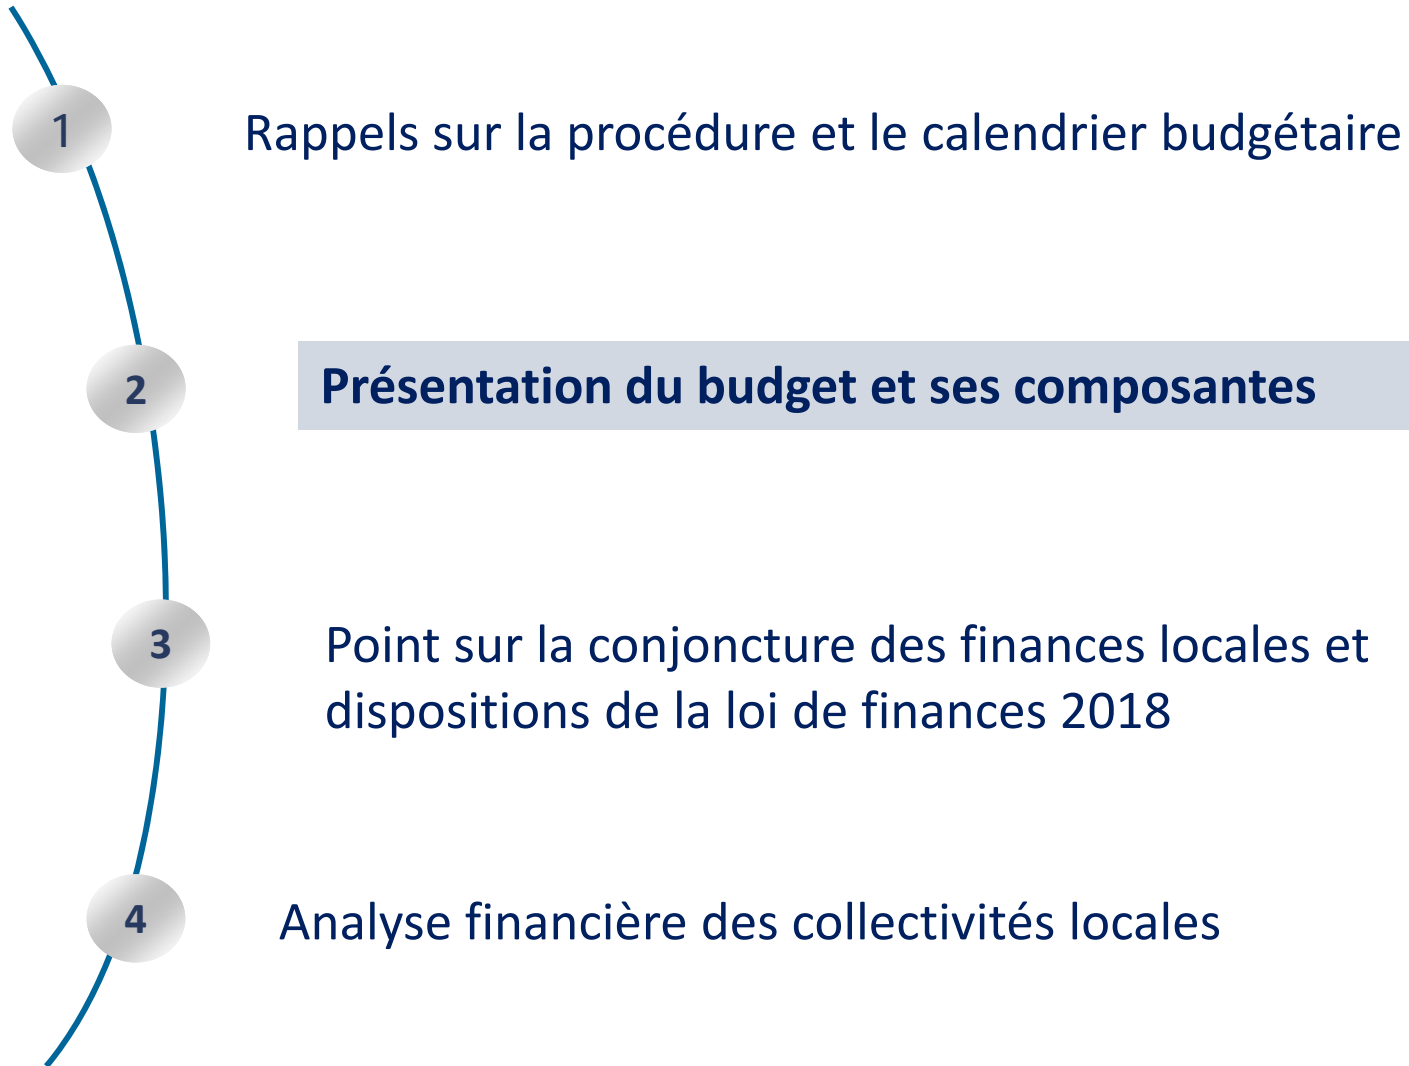 1
Rappels sur la procédure et le calendrier budgétaire
2
Présentation du budget et ses composantes
3
Point sur la conjoncture des finances locales et
dispositions de la loi de finances 2018
4
Analyse financière des collectivités locales